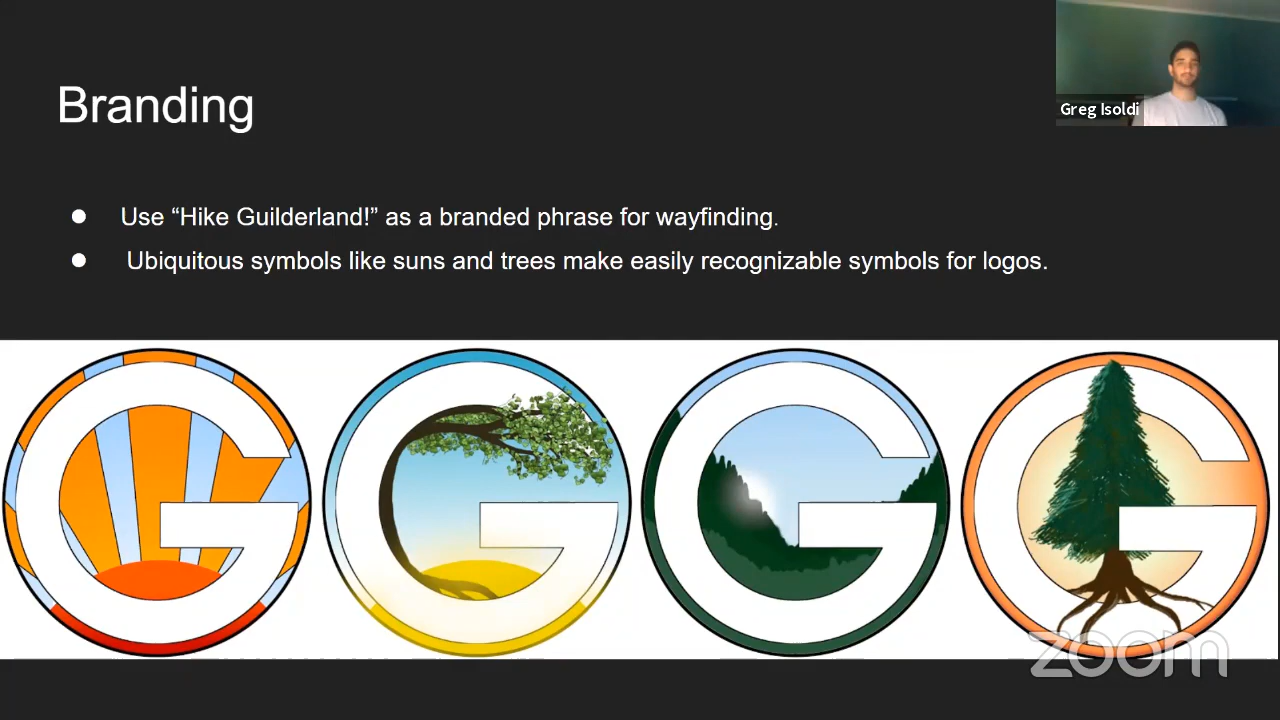 Branding
Greg Isoldi
● Use “Hike Guilderland!” as a branded phrase for wayfinding.
● Ubiquitous symbols like suns and trees make easily recognizable symbols for logos.
G G G G
zoom